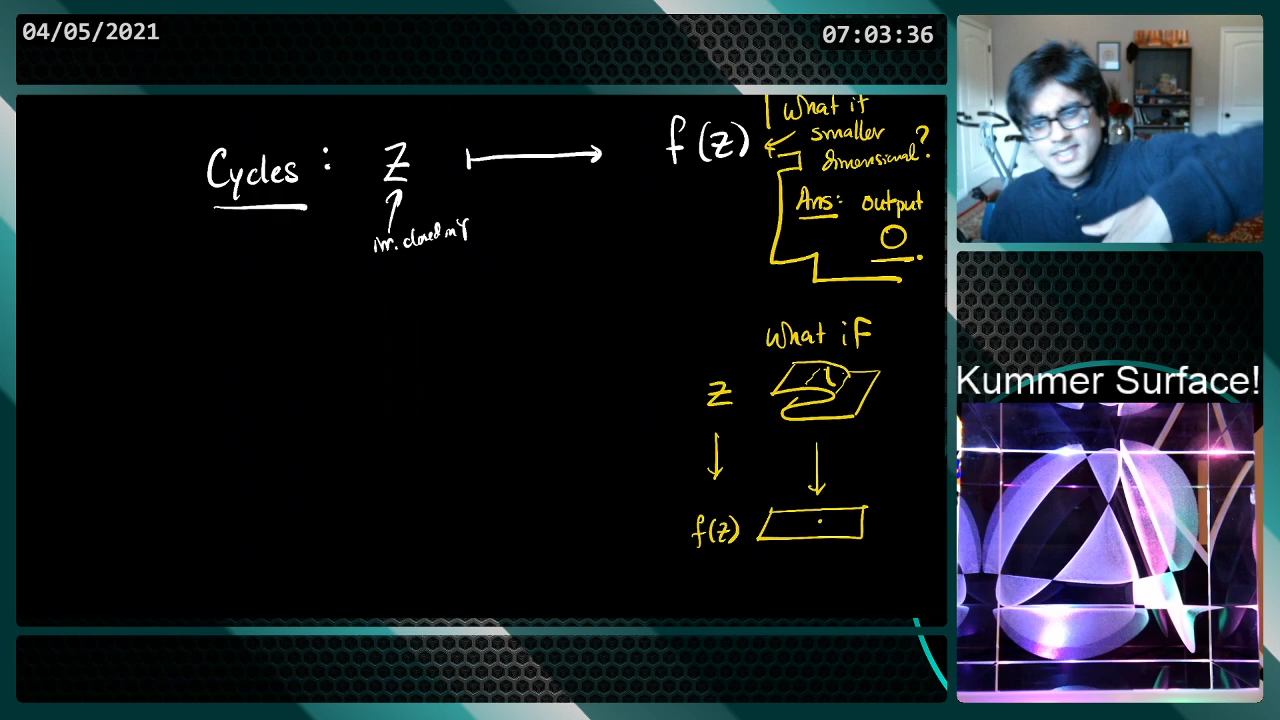 04/05/2021
07:03:36
Cycles : Z ⟼ f(z)
irr. closed
What if
smaller
dimensional?
Ans: output
0.
What if
Z
↓ ↓
f(z)
Kummer Surface!